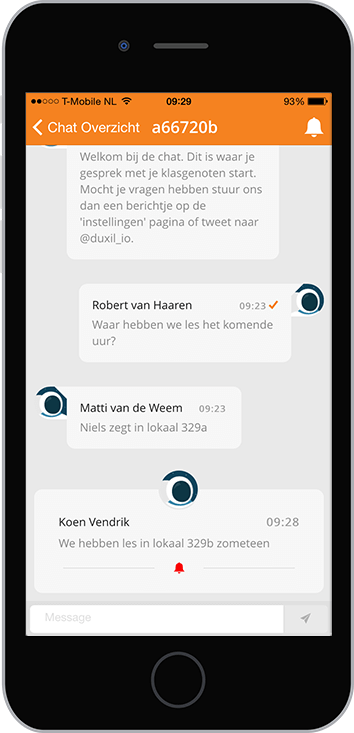 T-Mobile NL 09:29 93%
Chat Overzicht a66720b
Welkom bij de chat. Dit is waar je
gesprek met je klasgenoten start.
Mocht je vragen hebben stuur ons
dan een berichtje op de
'instellingen' pagina of tweet naar
@duxil_io.
Robert van Haaren 09:23
Waar hebben we les het komende
uur?
Matti van de Weem 09:23
Niels zegt in lokaal 329a
Koen Vendrik 09:28
We hebben les in lokaal 329b zometeen
Message